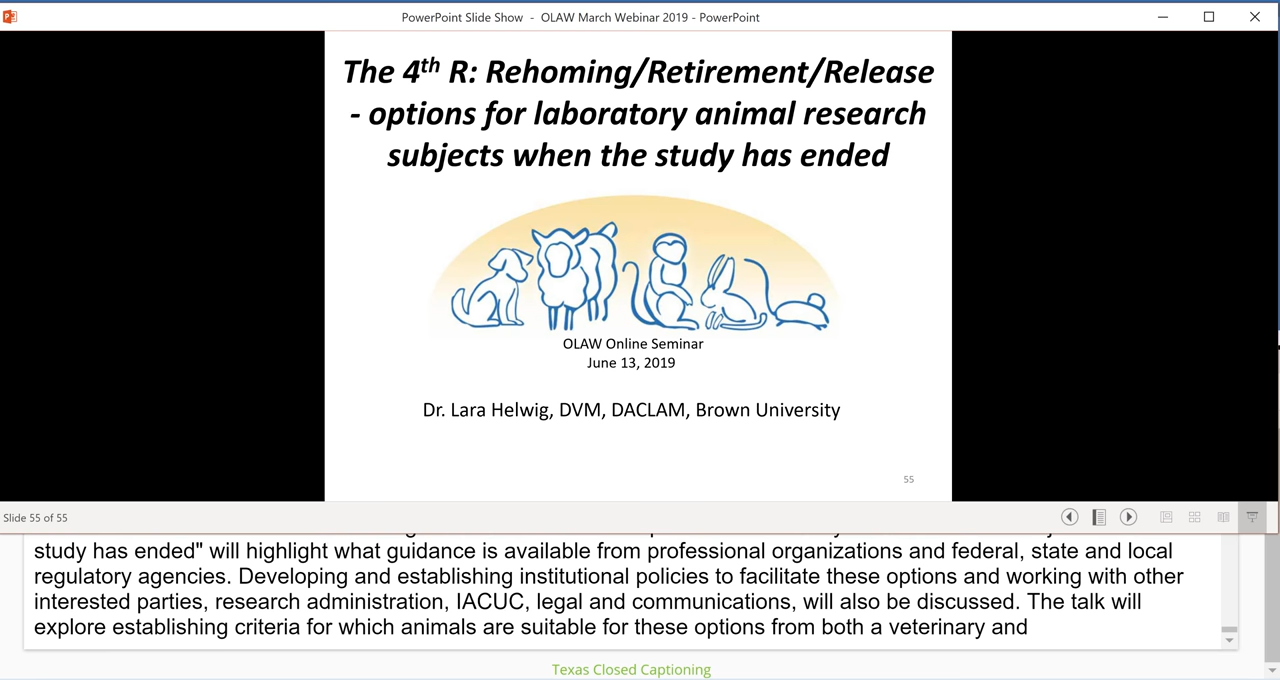 PowerPoint Slide Show - OLAW March Webinar 2019 - PowerPoint
The 4th R: Rehoming/Retirement/Release
- options for laboratory animal research
subjects when the study has ended
OLAW Online Seminar
June 13, 2019
Dr. Lara Helwig, DVM, DACLAM, Brown University
55
Slide 55 of 55
study has ended" will highlight what guidance is available from professional organizations and federal, state and local
regulatory agencies. Developing and establishing institutional policies to facilitate these options and working with other
interested parties, research administration, IACUC, legal and communications, will also be discussed. The talk will
explore establishing criteria for which animals are suitable for these options from both a veterinary and
Texas Closed Captioning